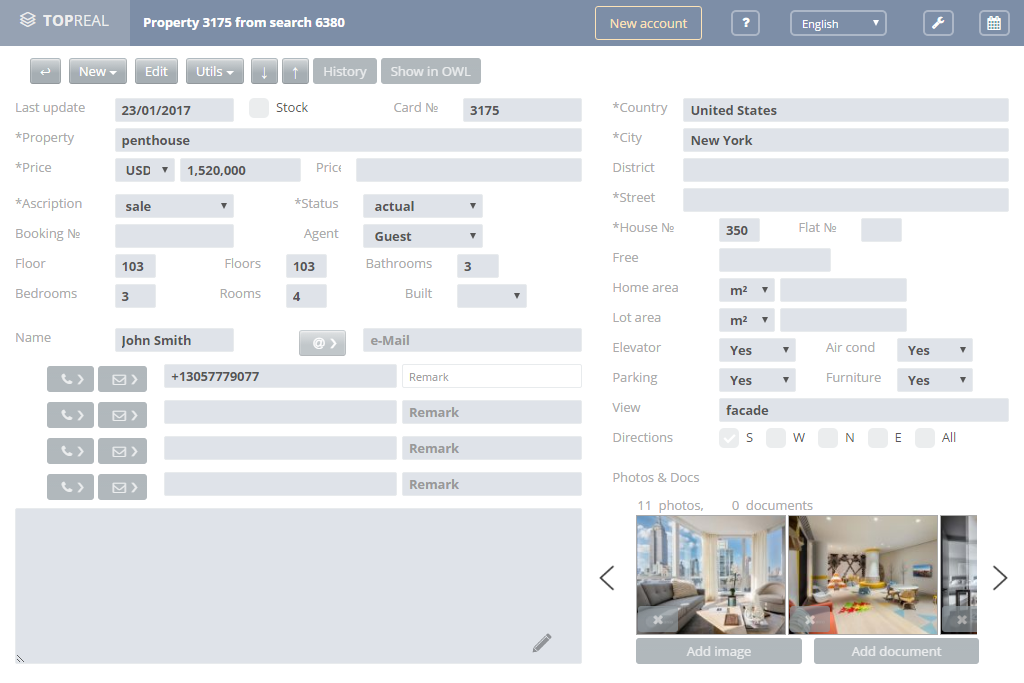 TOPREAL Property 3175 from search 6380 New account ? English
New Edit Utils ↓ ↑ History Show in OWL
Last update 23/01/2017 Stock Card № 3175
*Property penthouse
*Price USD 1,520,000 Price
*Ascription sale *Status actual
Booking № Agent Guest
Floor 103 Floors 103 Bathrooms 3
Bedrooms 3 Rooms 4 Built
Name John Smith @ e-Mail
+13057779077 Remark
Remark
Remark
Remark
*Country United States
*City New York
District
*Street
*House № 350 Flat №
Free
Home area m²
Lot area m²
Elevator Yes Air cond Yes
Parking Yes Furniture Yes
View facade
Directions S W N E All
Photos & Docs
11 photos, 0 documents
Add image Add document